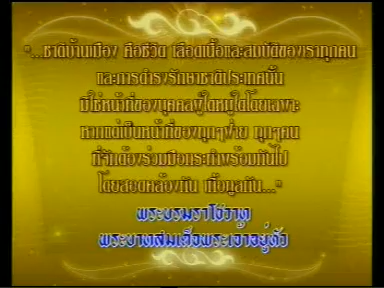 "...ชาติบ้านเมือง คือชีวิต เลือดเนื้อและสมบัติของเราทุกคน
และการดำรงรักษาชาติประเทศนั้น
มิใช่หน้าที่ของบุคคลผู้ใดหมู่ใดโดยเฉพาะ
หากแต่เป็นหน้าที่ของทุกๆฝ่าย ทุกๆคน
ที่จักต้องร่วมมือกระทำพร้อมกันไป
โดยสอดคล้องกัน เกื้อกูลกัน..."
พระบรมราโชวาท
พระบาทสมเด็จพระเจ้าอยู่หัว